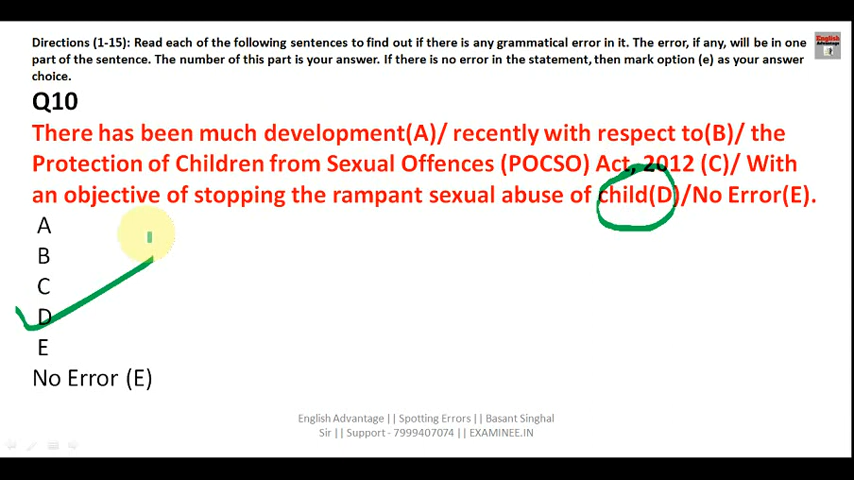 Directions (1-15): Read each of the following sentences to find out if there is any grammatical error in it. The error, if any, will be in one
part of the sentence. The number of this part is your answer. If there is no error in the statement, then mark option (e) as your answer
choice.
English
Advantage
Q10
There has been much development(A)/ recently with respect to(B)/ the
Protection of Children from Sexual Offences (POCSO) Act, 2012 (C)/ With
an objective of stopping the rampant sexual abuse of child(D)/No Error(E).
A
B
C
D
E
No Error (E)
English Advantage || Spotting Errors || Basant Singhal
Sir || Support - 7999407074 || EXAMINEE.IN